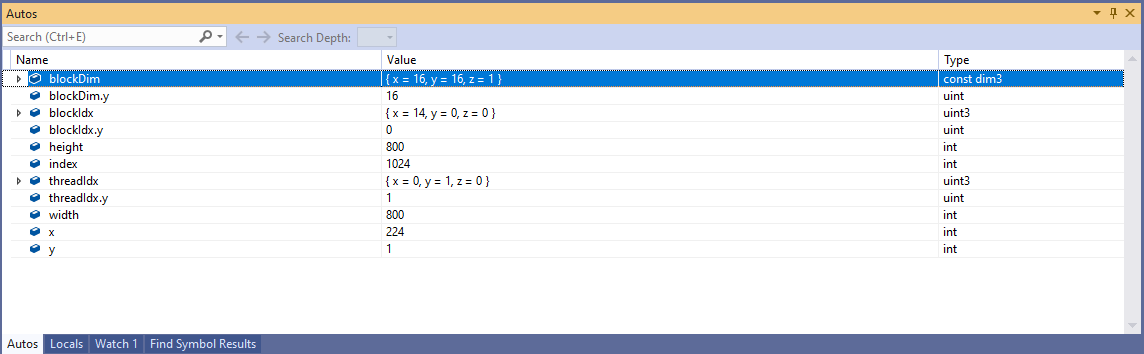 Autos
Search (Ctrl+E) Search Depth:
Name Value Type
blockDim { x = 16, y = 16, z = 1 } const dim3
blockDim.y 16 uint
blockIdx { x = 14, y = 0, z = 0 } uint3
blockIdx.y 0 uint
height 800 int
index 1024 int
threadIdx { x = 0, y = 1, z = 0 } uint3
threadIdx.y 1 uint
width 800 int
x 224 int
y 1 int
Autos Locals Watch 1 Find Symbol Results